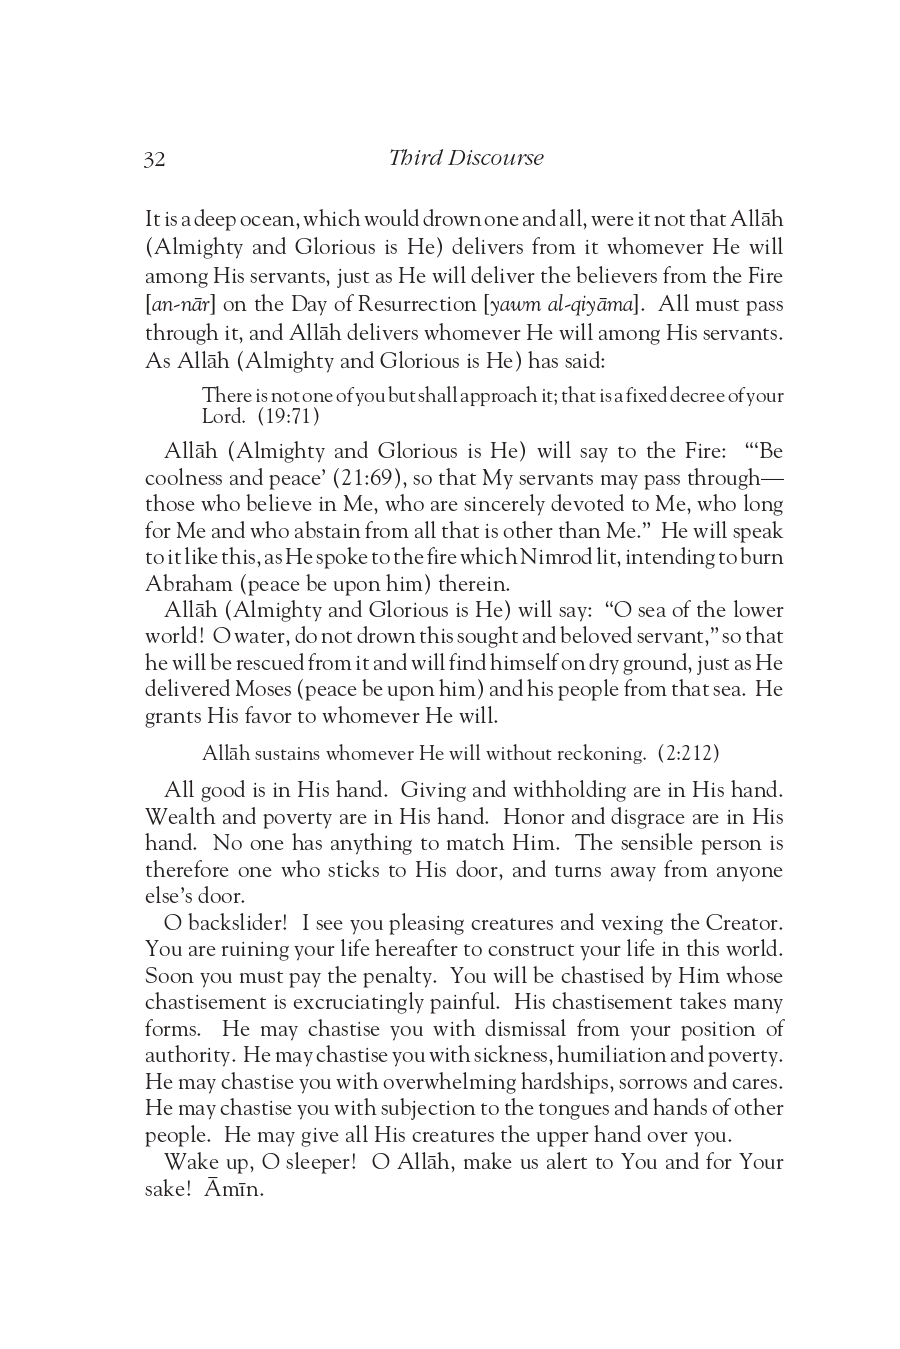 32
Third Discourse
It is a deep ocean, which would drown one and all, were it not that Allāh
(Almighty and Glorious is He) delivers from it whomever He will
among His servants, just as He will deliver the believers from the Fire
[an-nār] on the Day of Resurrection [yawm al-qiyāma]. All must pass
through it, and Allāh delivers whomever He will among His servants.
As Allāh (Almighty and Glorious is He) has said:
There is not one of you but shall approach it; that is a fixed decree of your
Lord. (19:71)
Allāh (Almighty and Glorious is He) will say to the Fire: “‘Be
coolness and peace’ (21:69), so that My servants may pass through—
those who believe in Me, who are sincerely devoted to Me, who long
for Me and who abstain from all that is other than Me.” He will speak
to it like this, as He spoke to the fire which Nimrod lit, intending to burn
Abraham (peace be upon him) therein.
Allāh (Almighty and Glorious is He) will say: “O sea of the lower
world! O water, do not drown this sought and beloved servant,” so that
he will be rescued from it and will find himself on dry ground, just as He
delivered Moses (peace be upon him) and his people from that sea. He
grants His favor to whomever He will.
Allāh sustains whomever He will without reckoning. (2:212)
All good is in His hand. Giving and withholding are in His hand.
Wealth and poverty are in His hand. Honor and disgrace are in His
hand. No one has anything to match Him. The sensible person is
therefore one who sticks to His door, and turns away from anyone
else’s door.
O backslider! I see you pleasing creatures and vexing the Creator.
You are ruining your life hereafter to construct your life in this world.
Soon you must pay the penalty. You will be chastised by Him whose
chastisement is excruciatingly painful. His chastisement takes many
forms. He may chastise you with dismissal from your position of
authority. He may chastise you with sickness, humiliation and poverty.
He may chastise you with overwhelming hardships, sorrows and cares.
He may chastise you with subjection to the tongues and hands of other
people. He may give all His creatures the upper hand over you.
Wake up, O sleeper! O Allāh, make us alert to You and for Your
sake! Āmīn.